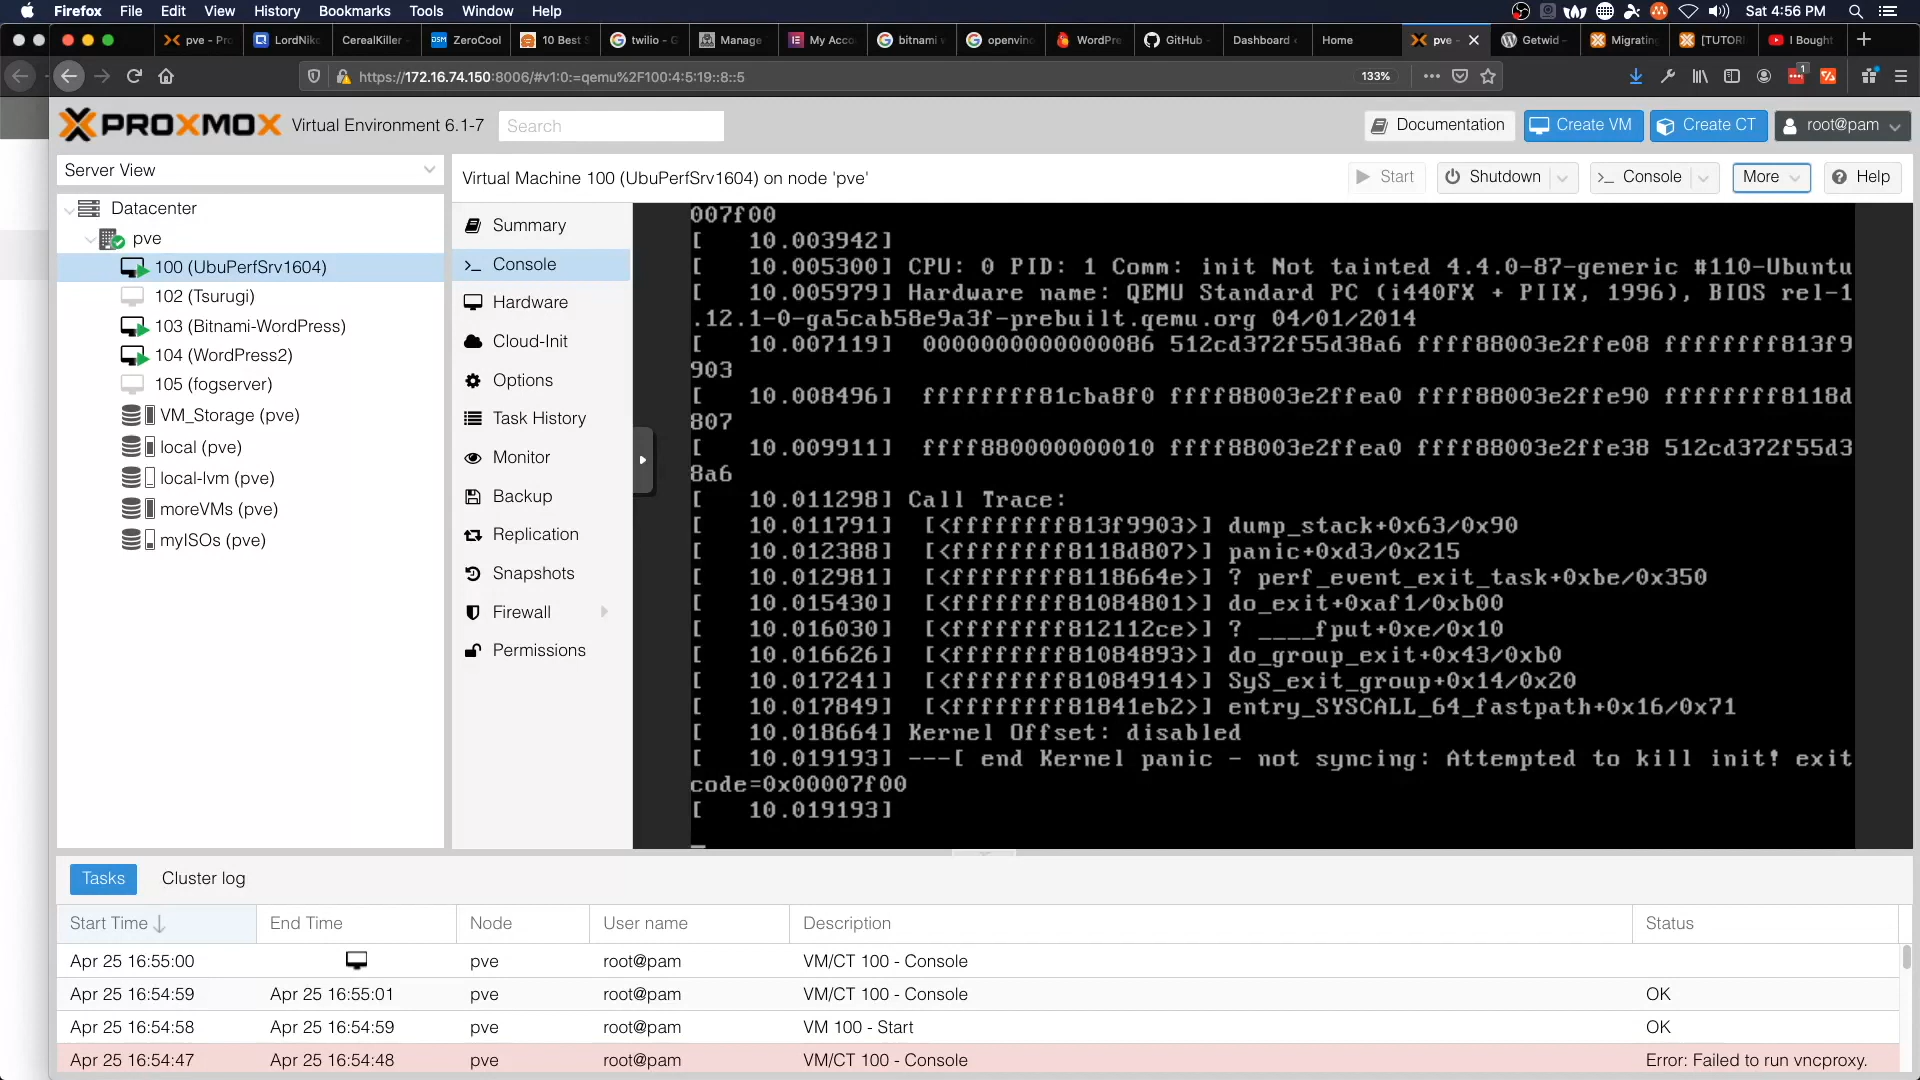 Firefox File Edit View History Bookmarks Tools Window Help Sat 4:56 PM
pve - Pro LordNik CerealKiller ZeroCool 10 Best S twilio - G Manage My Acco bitnami w openvino WordPre GitHub - Dashboard Home pve - Getwid - Migratin [TUTORI I Bought
https://172.16.74.150:8006/#v1:0:=qemu%2F100:4:5:19::8::5 133% 1
PROXMOX Virtual Environment 6.1-7 Search Documentation Create VM Create CT root@pam
Server View
Virtual Machine 100 (UbuPerfSrv1604) on node 'pve' Start Shutdown Console More Help
Datacenter
pve
100 (UbuPerfSrv1604)
102 (Tsurugi)
103 (Bitnami-WordPress)
104 (WordPress2)
105 (fogserver)
VM_Storage (pve)
local (pve)
local-lvm (pve)
moreVMs (pve)
myISOs (pve)
Summary
Console
Hardware
Cloud-Init
Options
Task History
Monitor
Backup
Replication
Snapshots
Firewall
Permissions
007f00
[ 10.003942]
[ 10.005300] CPU: 0 PID: 1 Comm: init Not tainted 4.4.0-87-generic #110-Ubuntu
[ 10.005979] Hardware name: QEMU Standard PC (i440FX + PIIX, 1996), BIOS rel-1
.12.1-0-ga5cab58e9a3f-prebuilt.qemu.org 04/01/2014
[ 10.007119] 0000000000000086 512cd372f55d38a6 ffff88003e2ffe08 ffffffff813f9
903
[ 10.008496] ffffffff81cba8f0 ffff88003e2ffea0 ffff88003e2ffe90 ffffffff8118d
807
[ 10.009911] ffff880000000010 ffff88003e2ffea0 ffff88003e2ffe38 512cd372f55d3
8a6
[ 10.011298] Call Trace:
[ 10.011791] [<ffffffff813f9903>] dump_stack+0x63/0x90
[ 10.012388] [<ffffffff8118d807>] panic+0xd3/0x215
[ 10.012981] [<ffffffff8118664e>] ? perf_event_exit_task+0xbe/0x350
[ 10.015430] [<ffffffff81084801>] do_exit+0xaf1/0xb00
[ 10.016030] [<ffffffff812112ce>] ? ____fput+0xe/0x10
[ 10.016626] [<ffffffff81084893>] do_group_exit+0x43/0xb0
[ 10.017241] [<ffffffff81084914>] SyS_exit_group+0x14/0x20
[ 10.017849] [<ffffffff81841eb2>] entry_SYSCALL_64_fastpath+0x16/0x71
[ 10.018664] Kernel Offset: disabled
[ 10.019193] ---[ end Kernel panic - not syncing: Attempted to kill init! exit
code=0x00007f00
[ 10.019193]
Tasks Cluster log
Start Time End Time Node User name Description Status
Apr 25 16:55:00 pve root@pam VM/CT 100 - Console
Apr 25 16:54:59 Apr 25 16:55:01 pve root@pam VM/CT 100 - Console OK
Apr 25 16:54:58 Apr 25 16:54:59 pve root@pam VM 100 - Start OK
Apr 25 16:54:47 Apr 25 16:54:48 pve root@pam VM/CT 100 - Console Error: Failed to run vncproxy.